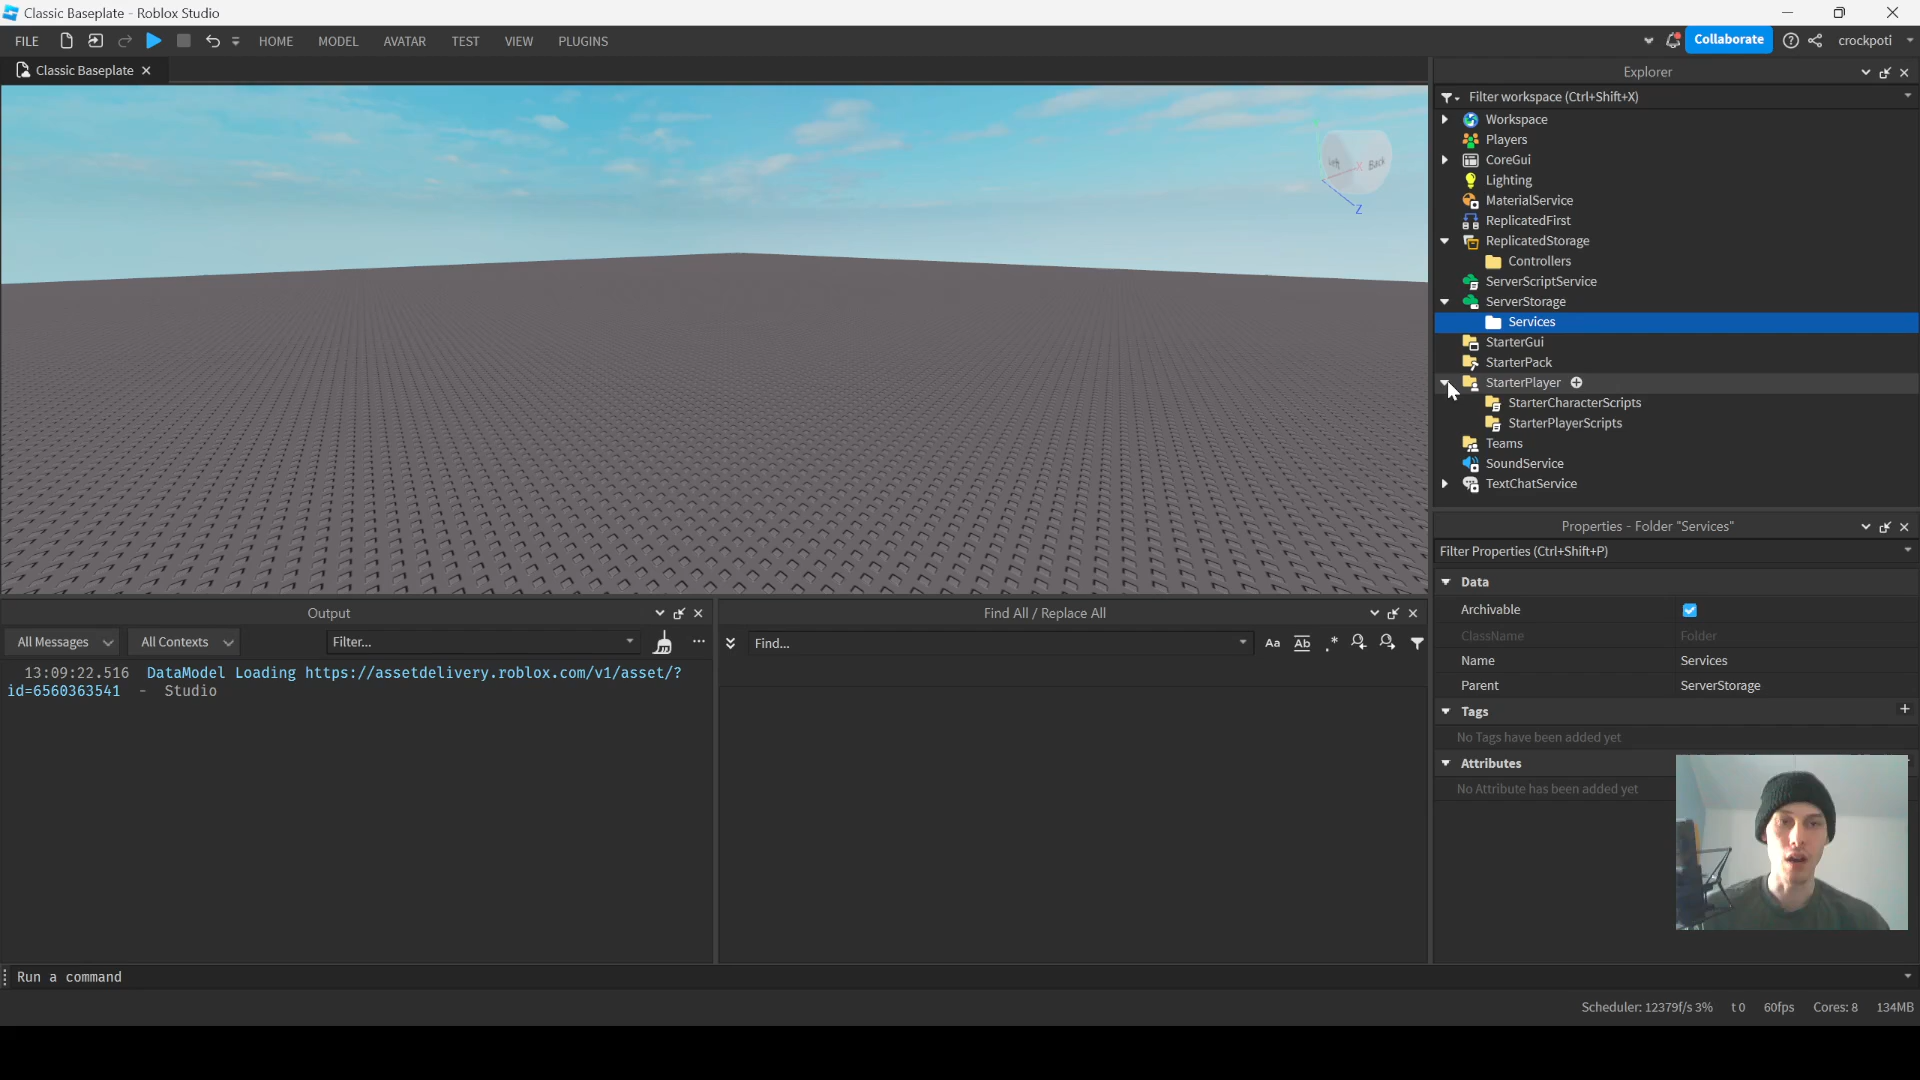 Classic Baseplate - Roblox Studio
FILE HOME MODEL AVATAR TEST VIEW PLUGINS Collaborate crockpoti
Classic Baseplate
Back
X
Z
Explorer
Filter workspace (Ctrl+Shift+X)
Workspace
Players
CoreGui
Lighting
MaterialService
ReplicatedFirst
ReplicatedStorage
Controllers
ServerScriptService
ServerStorage
Services
StarterGui
StarterPack
StarterPlayer
StarterCharacterScripts
StarterPlayerScripts
Teams
SoundService
TextChatService
Properties - Folder "Services"
Filter Properties (Ctrl+Shift+P)
Data
Archivable
ClassName Folder
Name Services
Parent ServerStorage
Tags
No Tags have been added yet
Attributes
No Attribute has been added yet
Output
All Messages All Contexts Filter...
13:09:22.516 DataModel Loading https://assetdelivery.roblox.com/v1/asset/?
id=6560363541 - Studio
Find All / Replace All
Find... Aa Ab .*
Run a command
Scheduler: 12379f/s 3% t 0 60fps Cores: 8 134MB